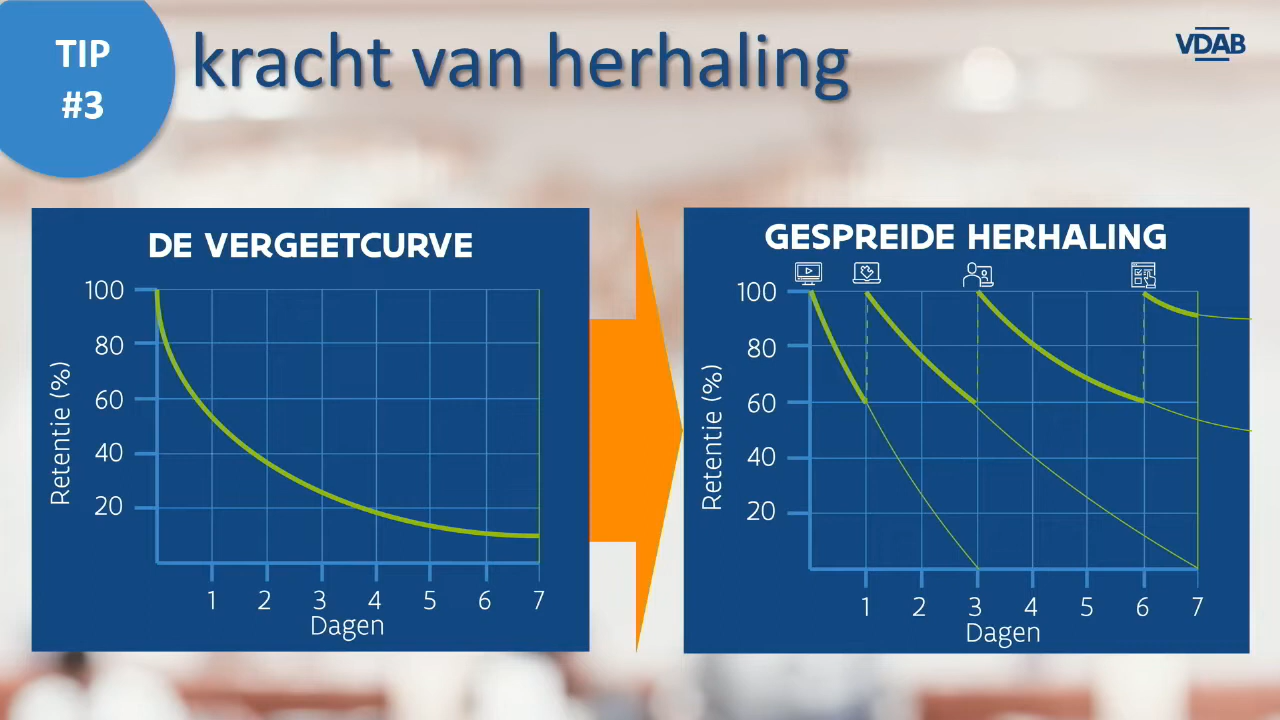 TIP
#3
kracht van herhaling
VDAB
DE VERGEETCURVE
100
80
60
40
20
Retentie (%)
1 2 3 4 5 6 7
Dagen
GESPREIDE HERHALING
100
80
60
40
20
Retentie (%)
1 2 3 4 5 6 7
Dagen